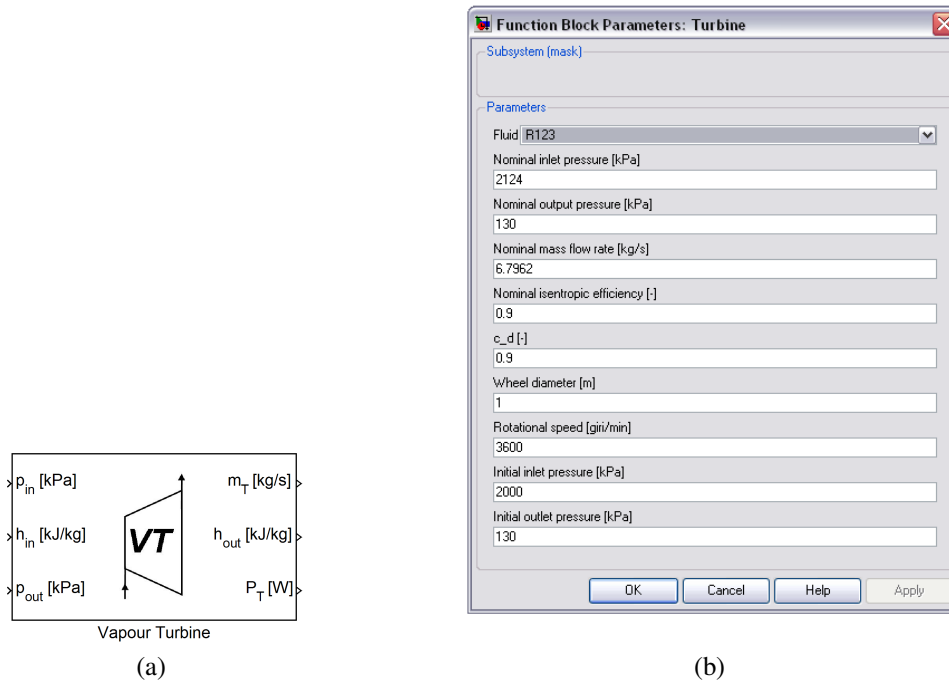 p_in [kPa]
h_in [kJ/kg]
p_out [kPa]
VT
m_T [kg/s]
h_out [kJ/kg]
P_T [W]
Vapour Turbine
(a)
Function Block Parameters: Turbine
Subsystem (mask)
Parameters
Fluid R123
Nominal inlet pressure [kPa]
2124
Nominal output pressure [kPa]
130
Nominal mass flow rate [kg/s]
6.7962
Nominal isentropic efficiency [-]
0.9
c_d [-]
0.9
Wheel diameter [m]
1
Rotational speed [giri/min]
3600
Initial inlet pressure [kPa]
2000
Initial outlet pressure [kPa]
130
OK Cancel Help Apply
(b)